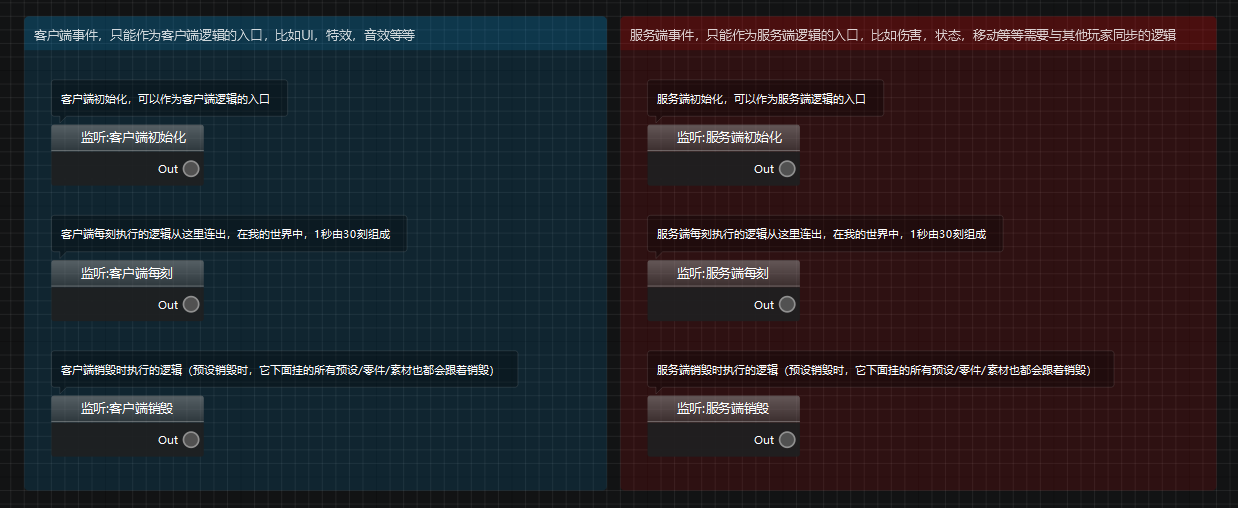 客户端事件，只能作为客户端逻辑的入口，比如UI，特效，音效等等
客户端初始化，可以作为客户端逻辑的入口
监听:客户端初始化
Out
客户端每刻执行的逻辑从这里连出，在我的世界中，1秒由30刻组成
监听:客户端每刻
Out
客户端销毁时执行的逻辑（预设销毁时，它下面挂的所有预设/零件/素材也都会跟着销毁）
监听:客户端销毁
Out
服务端事件，只能作为服务端逻辑的入口，比如伤害，状态，移动等等需要与其他玩家同步的逻辑
服务端初始化，可以作为服务端逻辑的入口
监听:服务端初始化
Out
服务端每刻执行的逻辑从这里连出，在我的世界中，1秒由30刻组成
监听:服务端每刻
Out
服务端销毁时执行的逻辑（预设销毁时，它下面挂的所有预设/零件/素材也都会跟着销毁）
监听:服务端销毁
Out